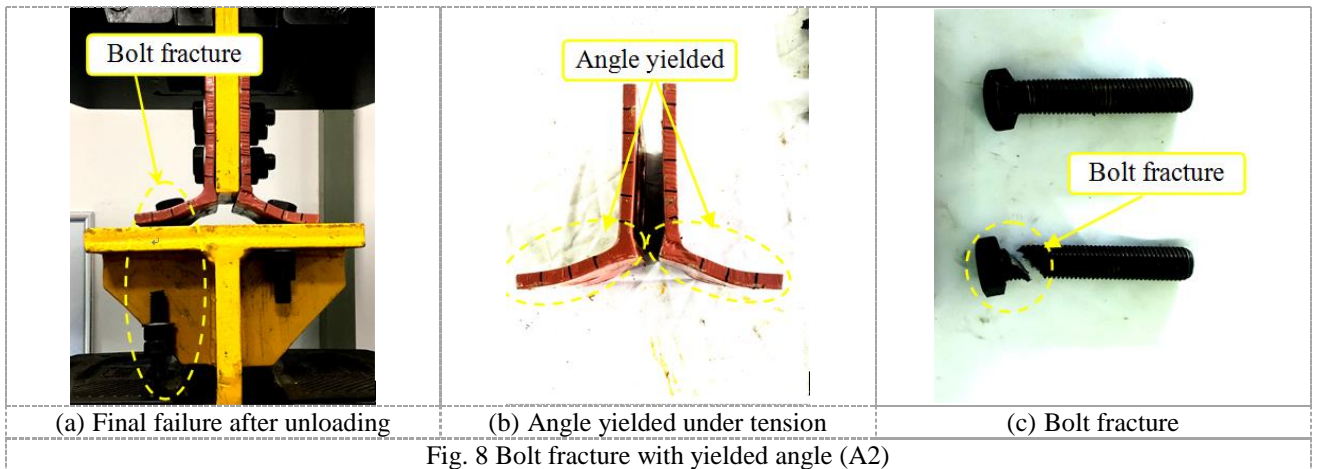 Bolt fracture
Angle yielded
Bolt fracture
(a) Final failure after unloading
(b) Angle yielded under tension
(c) Bolt fracture
Fig. 8 Bolt fracture with yielded angle (A2)